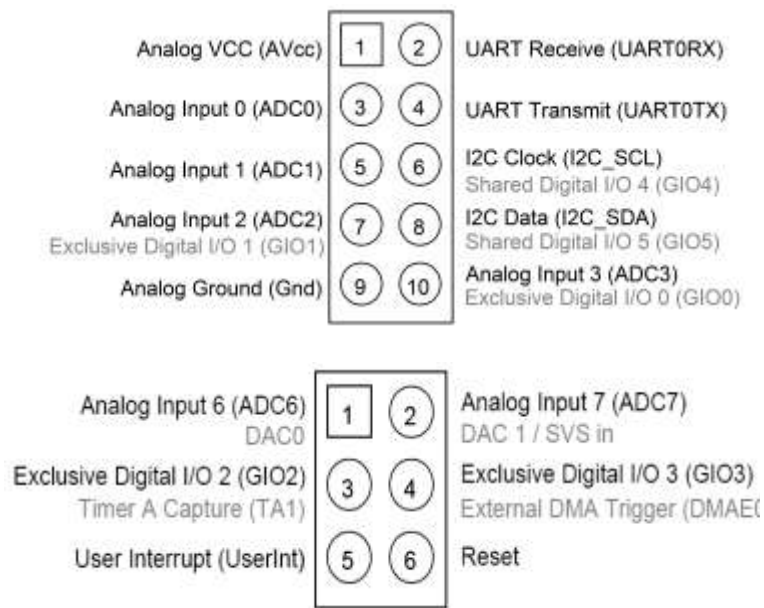 Analog VCC (AVcc) 1 2 UART Receive (UART0RX)
Analog Input 0 (ADC0) 3 4 UART Transmit (UART0TX)
Analog Input 1 (ADC1) 5 6 I2C Clock (I2C_SCL)
Shared Digital I/O 4 (GIO4)
Analog Input 2 (ADC2) 7 8 I2C Data (I2C_SDA)
Exclusive Digital I/O 1 (GIO1) Shared Digital I/O 5 (GIO5)
Analog Ground (Gnd) 9 10 Analog Input 3 (ADC3)
Exclusive Digital I/O 0 (GIO0)
Analog Input 6 (ADC6) 1 2 Analog Input 7 (ADC7)
DAC0 DAC 1 / SVS in
Exclusive Digital I/O 2 (GIO2) 3 4 Exclusive Digital I/O 3 (GIO3)
Timer A Capture (TA1) External DMA Trigger (DMAE0
User Interrupt (UserInt) 5 6 Reset